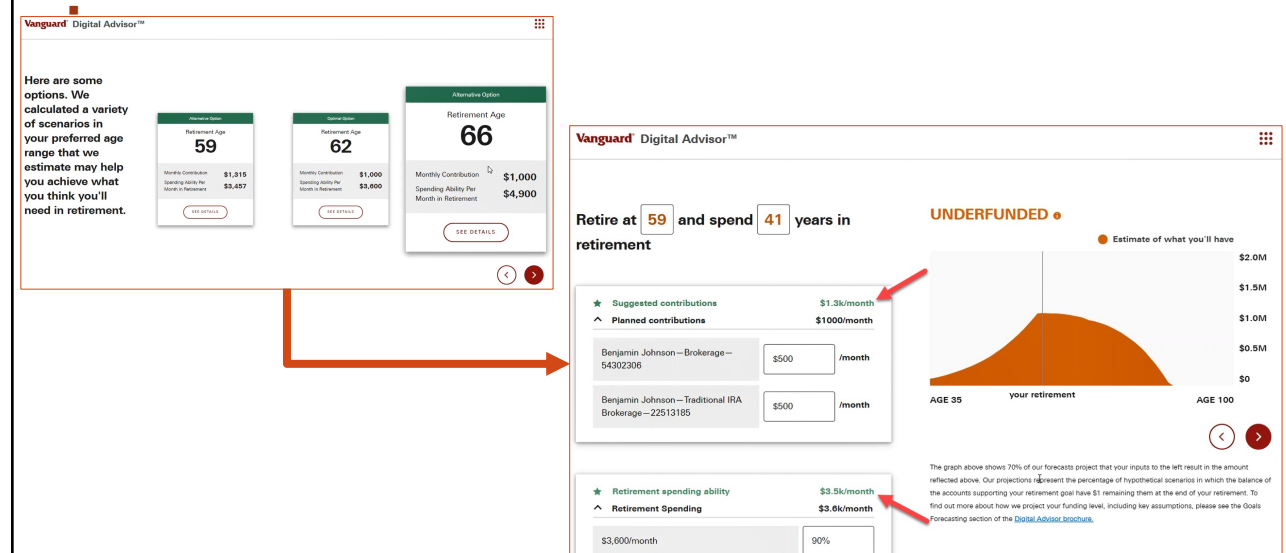 Vanguard® Digital Advisor™
Here are some
options. We
calculated a variety
of scenarios in
your preferred age
range that we
estimate may help
you achieve what
you think you'll
need in retirement.
Alternative Option
Retirement Age
59
Monthly Contribution $1,315
Spending Ability Per
Month in Retirement $3,457
SEE DETAILS
Optimal Option
Retirement Age
62
Monthly Contribution $1,000
Spending Ability Per
Month in Retirement $3,600
SEE DETAILS
Alternative Option
Retirement Age
66
Monthly Contribution $1,000
Spending Ability Per
Month in Retirement $4,900
SEE DETAILS
Vanguard® Digital Advisor™
Retire at 59 and spend 41 years in
retirement
Suggested contributions $1.3k/month
Planned contributions $1000/month
Benjamin Johnson—Brokerage—
54302306 $500 /month
Benjamin Johnson—Traditional IRA
Brokerage—22513185 $500 /month
Retirement spending ability $3.5k/month
Retirement Spending $3.6k/month
$3,600/month 90%
UNDERFUNDED
Estimate of what you'll have
$2.0M
$1.5M
$1.0M
$0.5M
$0
AGE 35 your retirement AGE 100
The graph above shows 70% of our forecasts project that your inputs to the left result in the amount
reflected above. Our projections represent the percentage of hypothetical scenarios in which the balance of
the accounts supporting your retirement goal have $1 remaining them at the end of your retirement. To
find out more about how we project your funding level, including key assumptions, please see the Goals
Forecasting section of the Digital Advisor brochure.